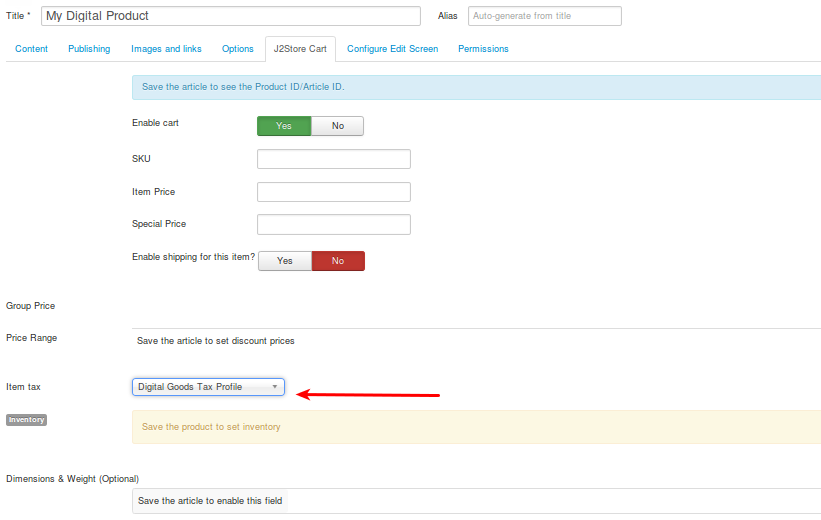 Title * My Digital Product Alias Auto-generate from title
Content Publishing Images and links Options J2Store Cart Configure Edit Screen Permissions
Save the article to see the Product ID/Article ID.
Enable cart Yes No
SKU
Item Price
Special Price
Enable shipping for this item? Yes No
Group Price
Price Range Save the article to set discount prices
Item tax Digital Goods Tax Profile
Inventory Save the product to set inventory
Dimensions & Weight (Optional)
Save the article to enable this field